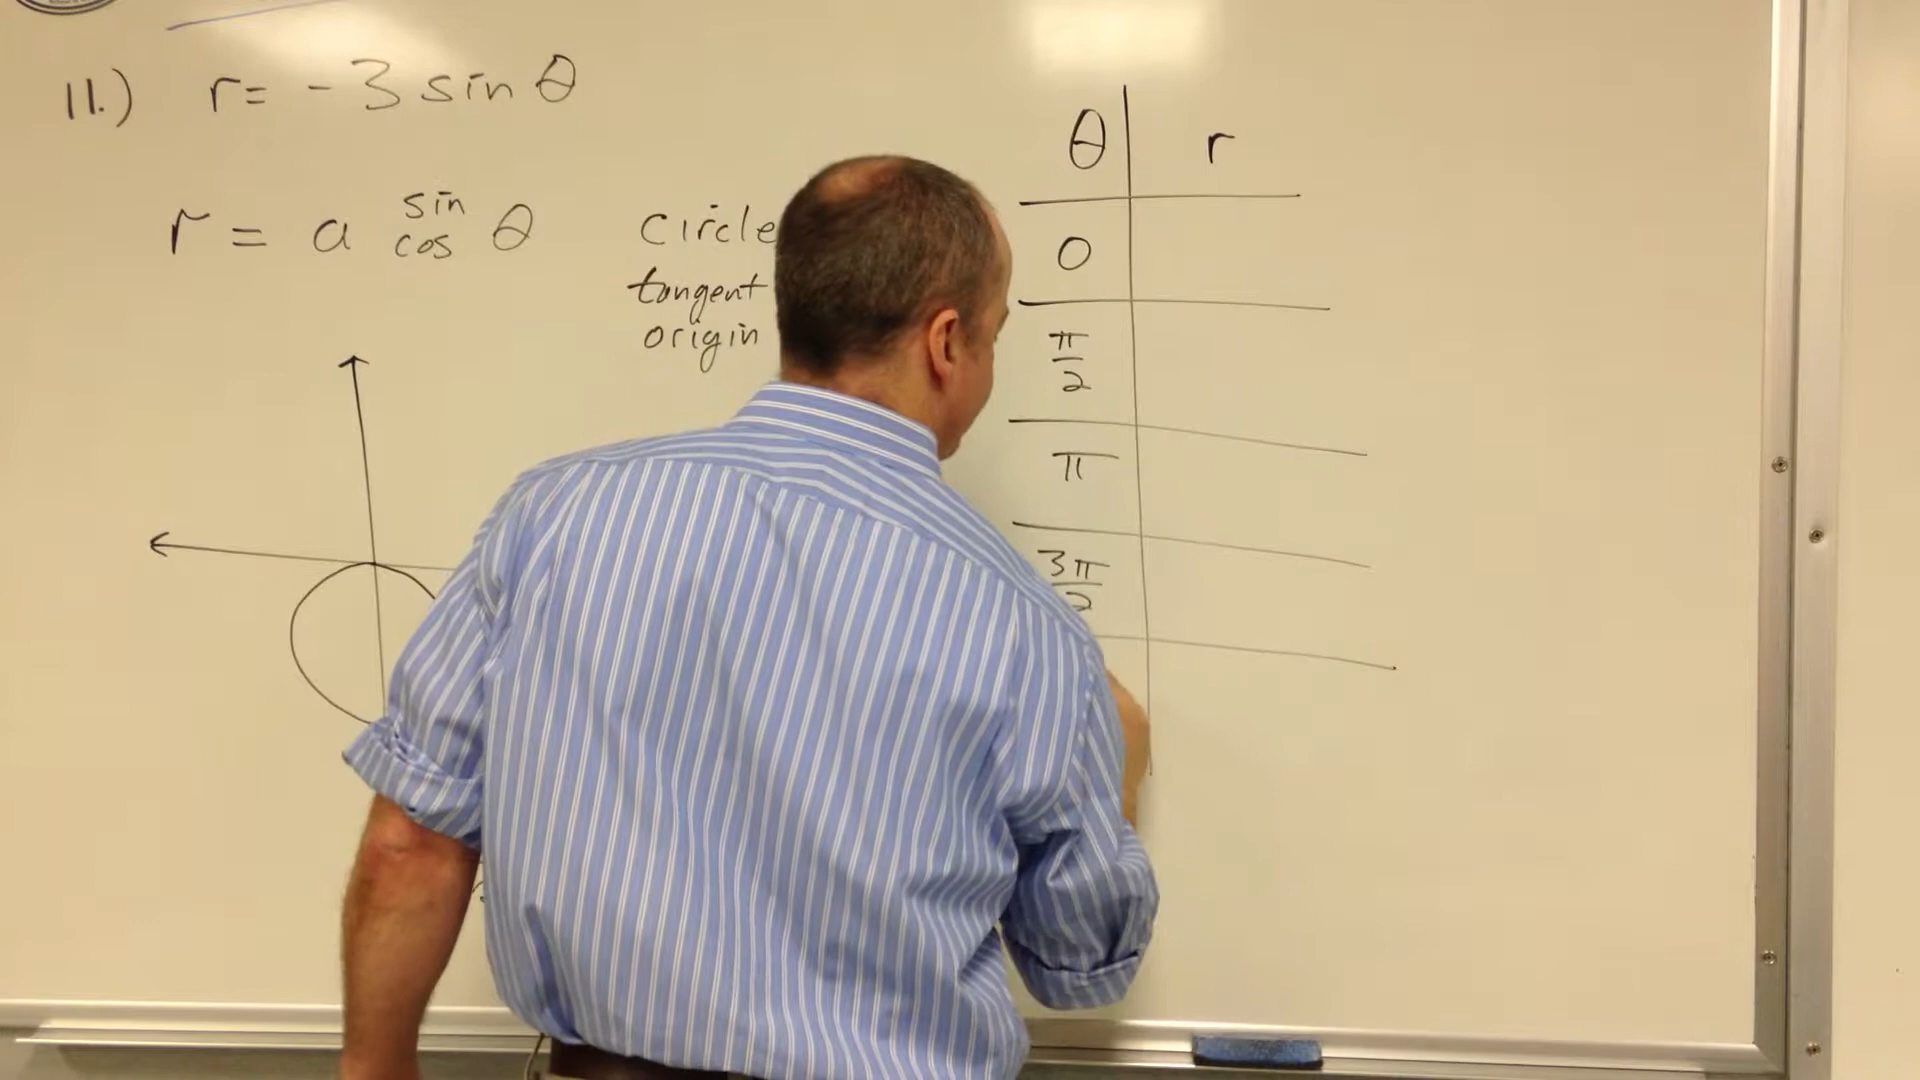 11.) r = -3 sin θ
r = a sin cos θ
circle
tangent
origin
θ r
0
π/2
π
3π/2